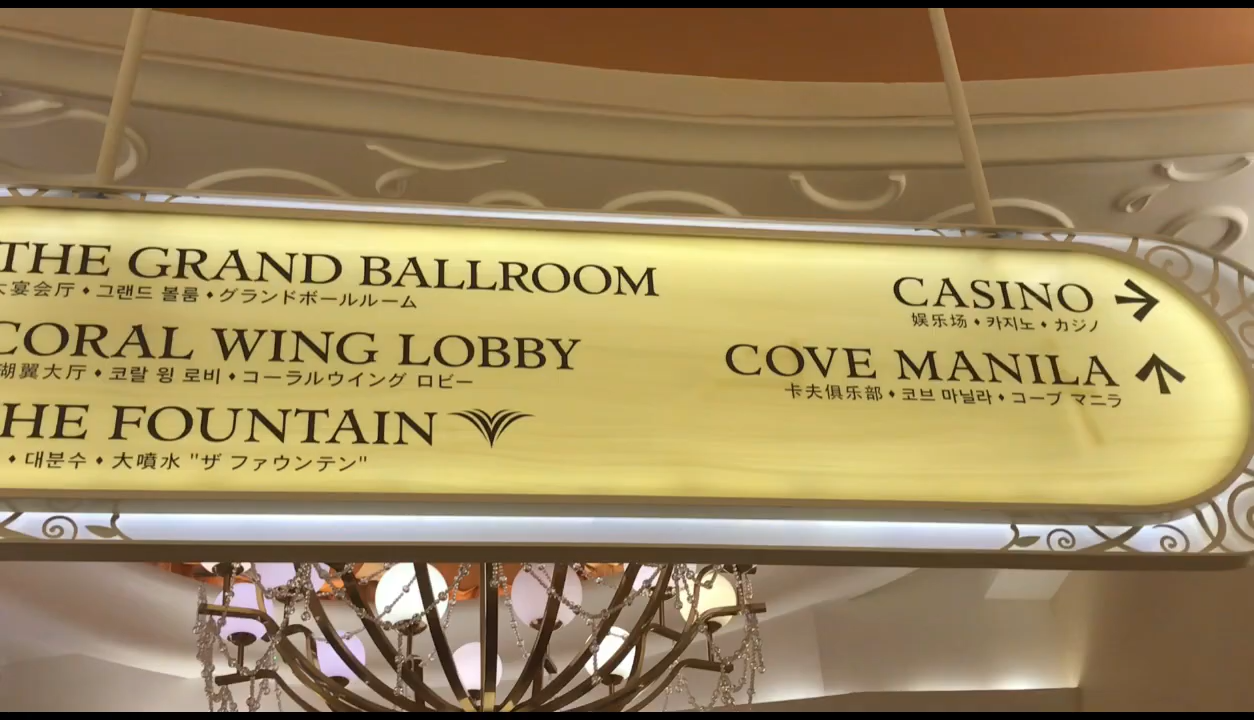 THE GRAND BALLROOM
宴会厅 • 그랜드 볼룸 • グランドボールルーム
CORAL WING LOBBY
瑚翼大厅 • 코랄 윙 로비 • コーラルウイング ロビー
HE FOUNTAIN
• 대분수 • 大噴水 "ザ ファウンテン"
CASINO →
娱乐场 • 카지노 • カジノ
COVE MANILA ↑
卡夫俱乐部 • 코브 마닐라 • コーブ マニラ